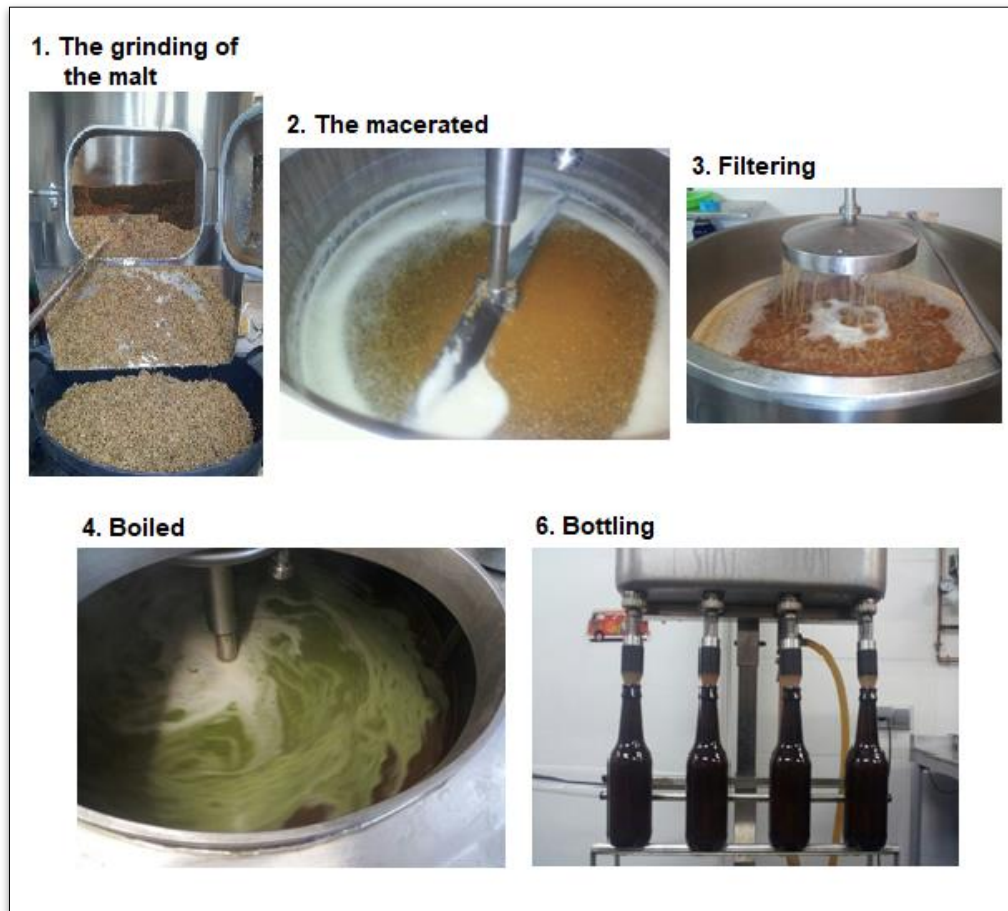 1. The grinding of
the malt
2. The macerated
3. Filtering
4. Boiled
6. Bottling